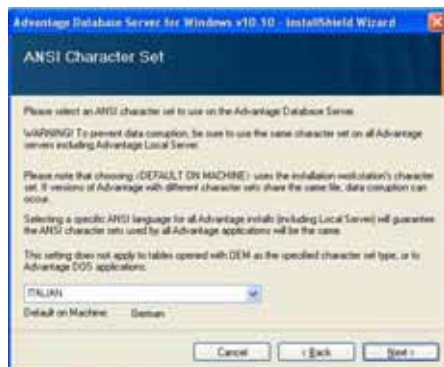 Advantage Database Server for Windows v10.10 - InstallShield Wizard
ANSI Character Set
Please select an ANSI character set to use on the Advantage Database Server.
WARNING! To prevent data corruption, be sure to use the same character set on all Advantage
servers including Advantage Local Server.
Please note that choosing <DEFAULT ON MACHINE> uses the installation workstation's character
set. If versions of Advantage with different character sets share the same file, data corruption can
occur.
Selecting a specific ANSI language for all Advantage installs (including Local Server) will guarantee
the ANSI character sets used by all Advantage applications will be the same.
This setting does not apply to tables opened with OEM as the specified character set type, or to
Advantage DOS applications.
ITALIAN
Default on Machine: German
Cancel < Back Next >